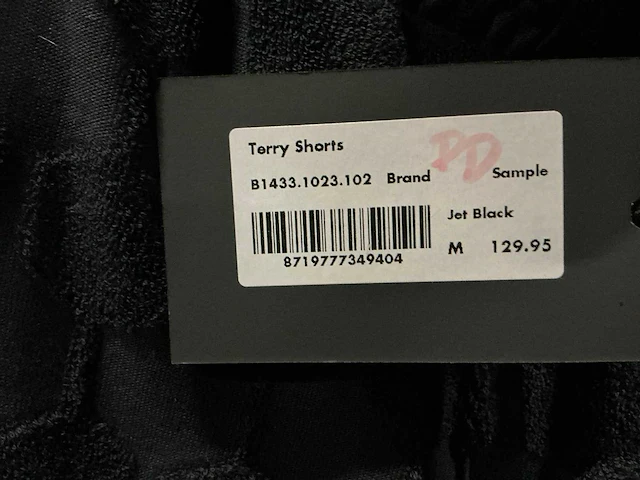 Terry Shorts
PD
B1433.1023.102 Brand Sample
Jet Black
8719777349404
M 129.95